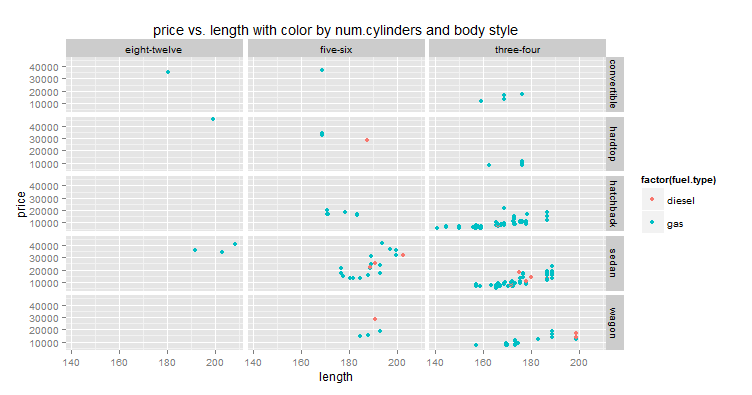 price vs. length with color by num.cylinders and body style
eight-twelve five-six three-four
40000
30000
20000
10000
convertible
40000
30000
20000
10000
hardtop
40000
30000
20000
10000
hatchback
40000
30000
20000
10000
sedan
40000
30000
20000
10000
wagon
price
140 160 180 200 140 160 180 200 140 160 180 200
length
factor(fuel.type)
diesel
gas